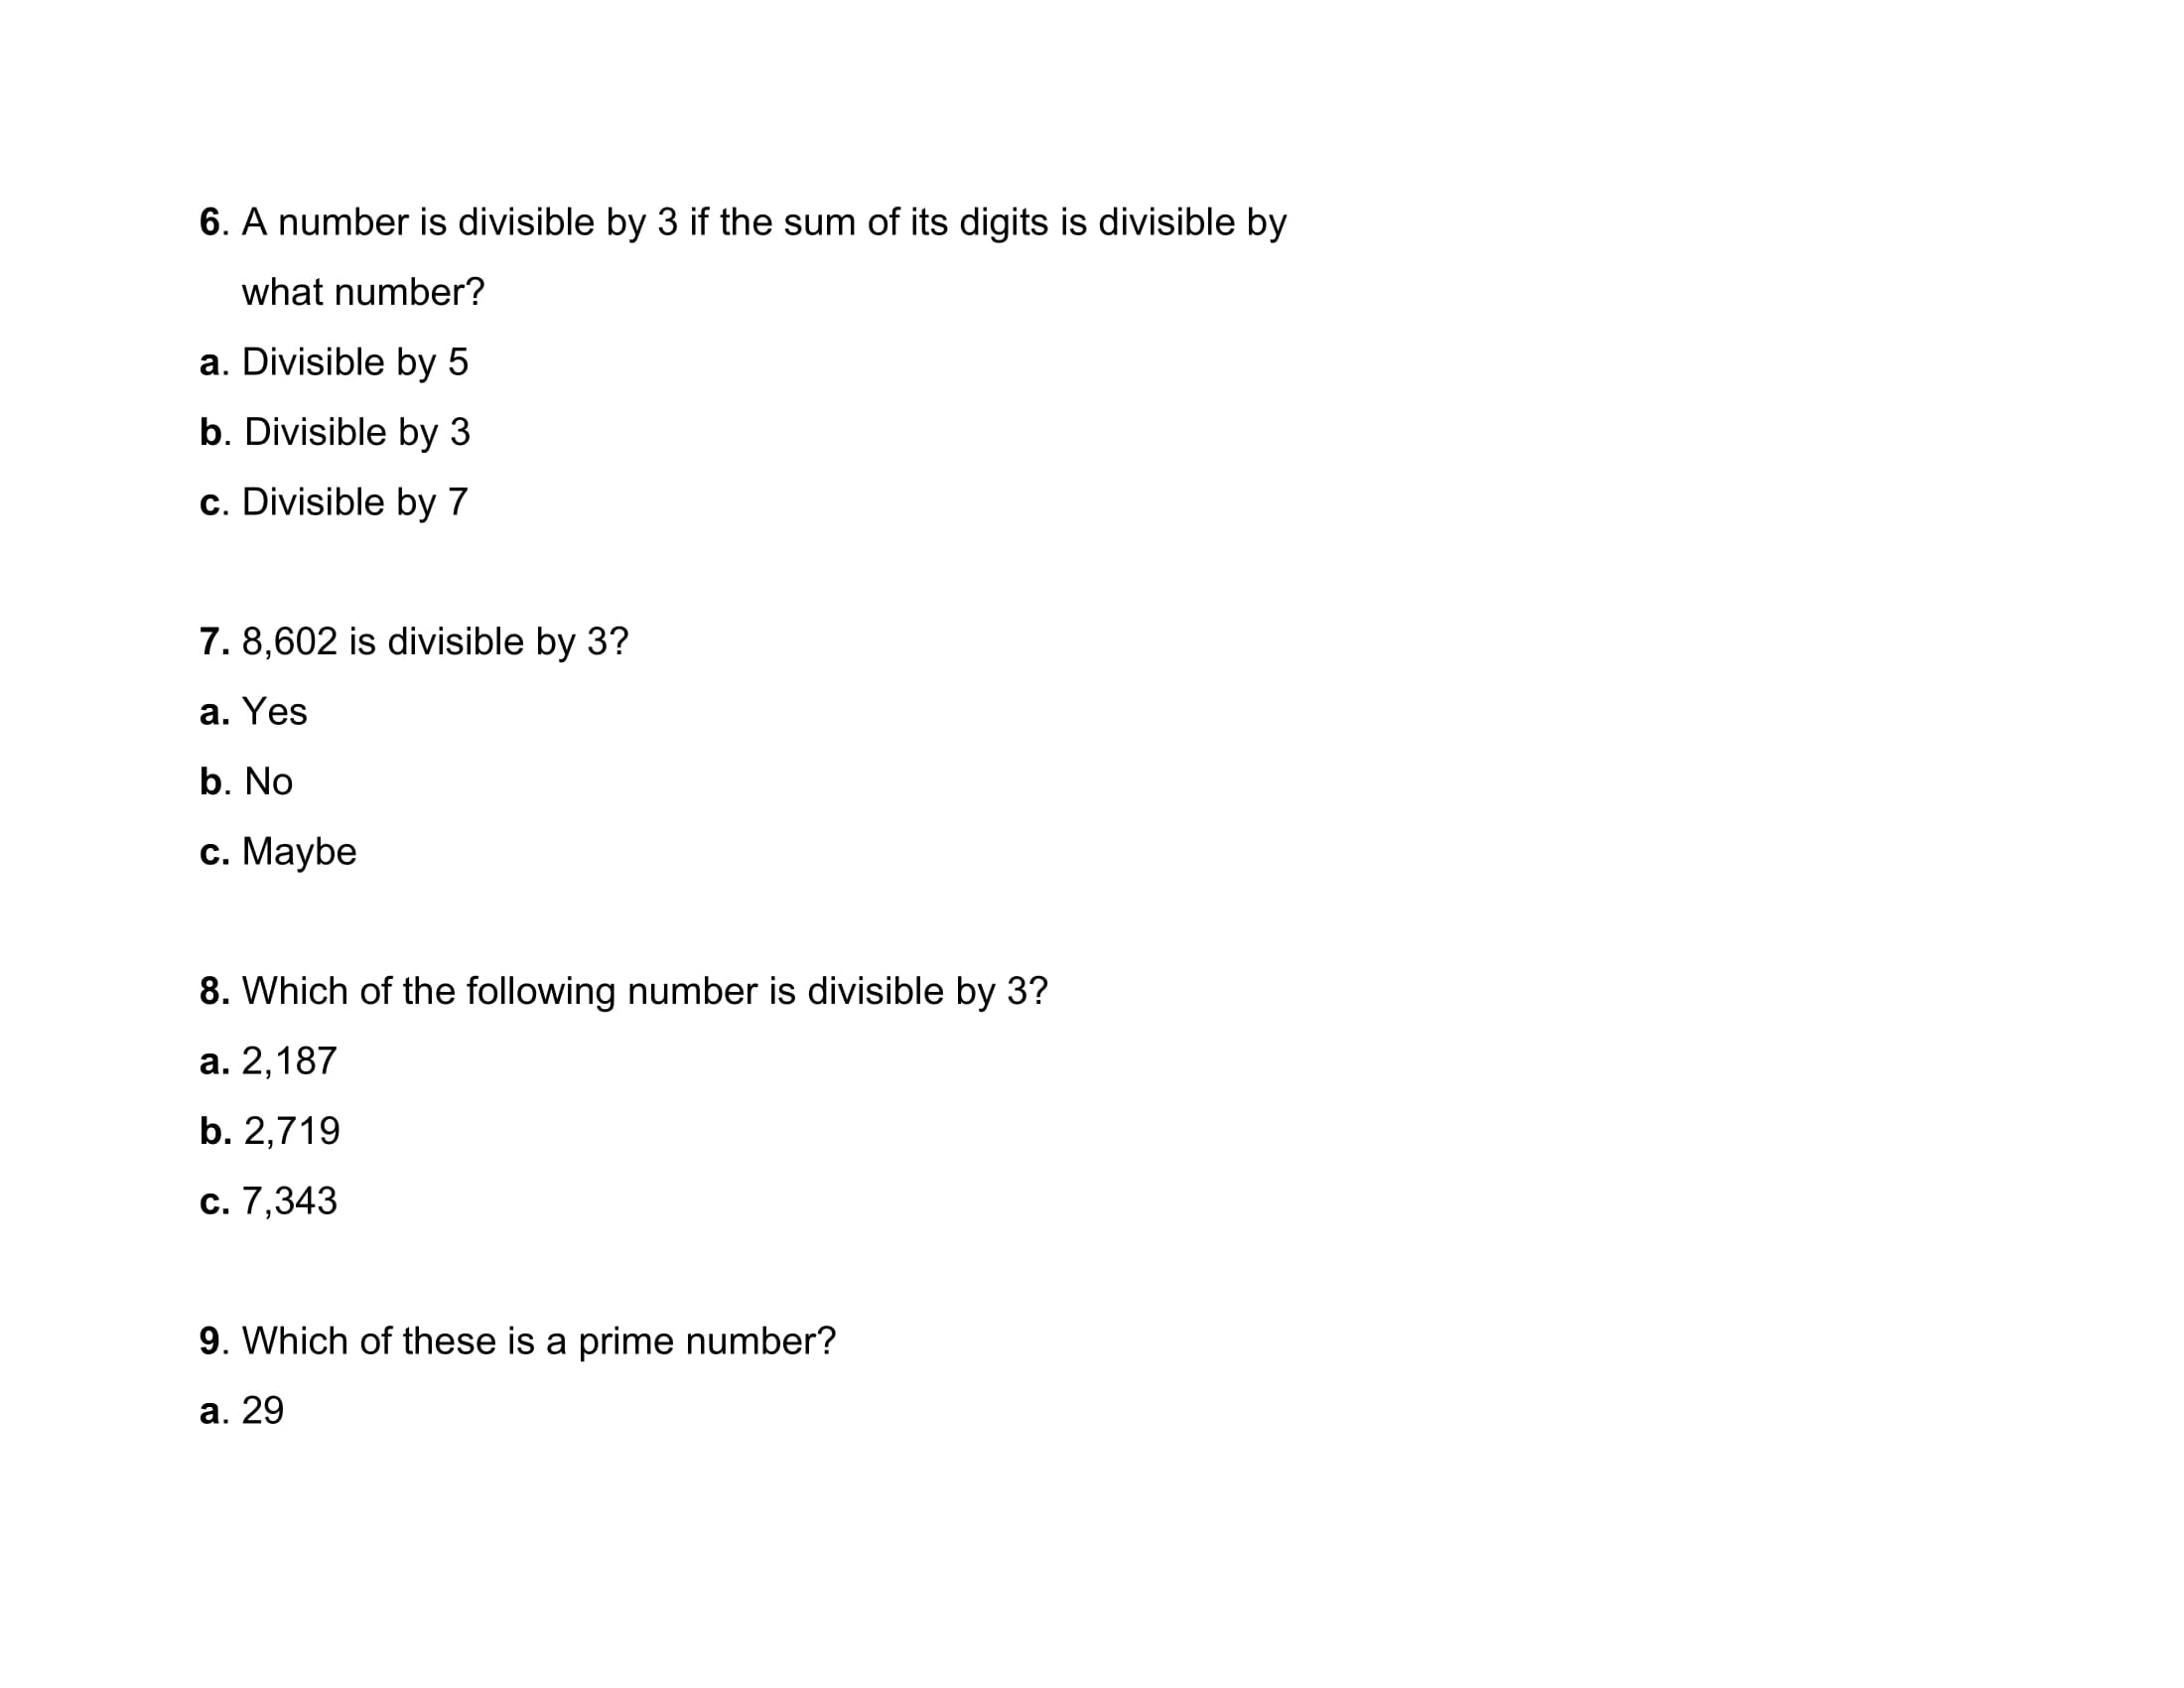 6. A number is divisible by 3 if the sum of its digits is divisible by
what number?
a. Divisible by 5
b. Divisible by 3
c. Divisible by 7
7. 8,602 is divisible by 3?
a. Yes
b. No
c. Maybe
8. Which of the following number is divisible by 3?
a. 2,187
b. 2,719
c. 7,343
9. Which of these is a prime number?
a. 29